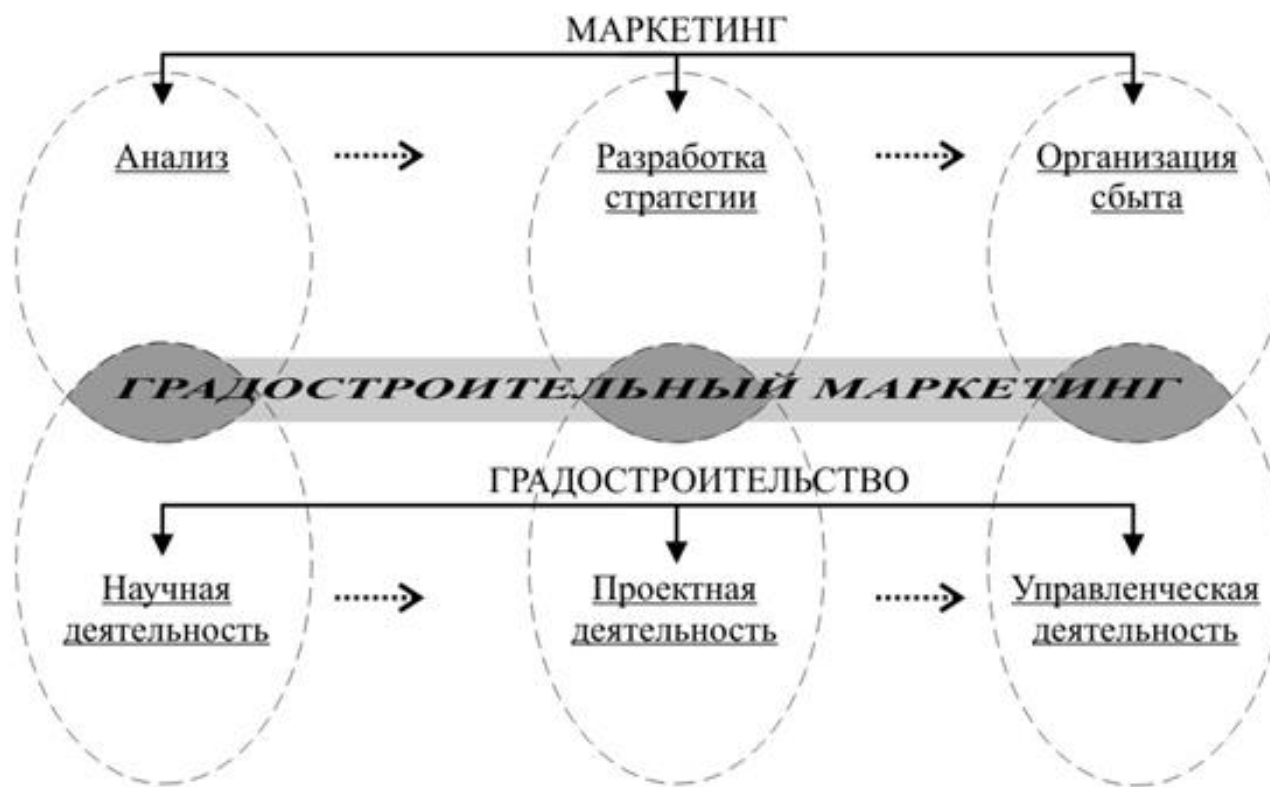 МАРКЕТИНГ
Анализ
Разработка
стратегии
Организация
сбыта
ГРАДОСТРОИТЕЛЬНЫЙ МАРКЕТИНГ
ГРАДОСТРОИТЕЛЬСТВО
Научная
деятельность
Проектная
деятельность
Управленческая
деятельность